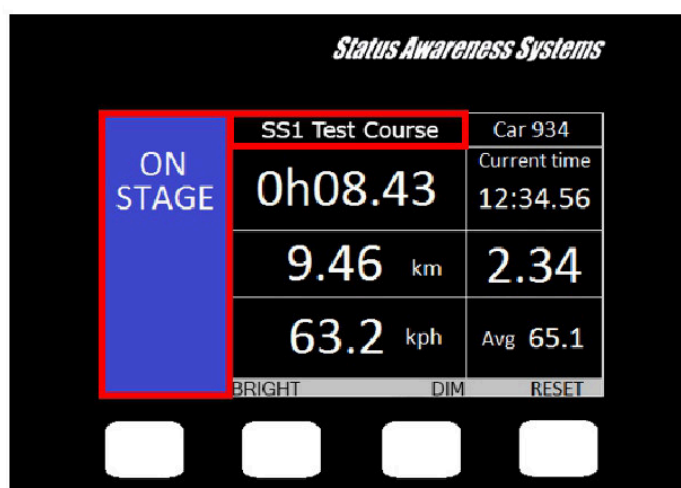 Status Awareness Systems
ON
STAGE
SS1 Test Course
Car 934
0h08.43
Current time
12:34.56
9.46 km
2.34
63.2 kph
Avg 65.1
BRIGHT DIM RESET